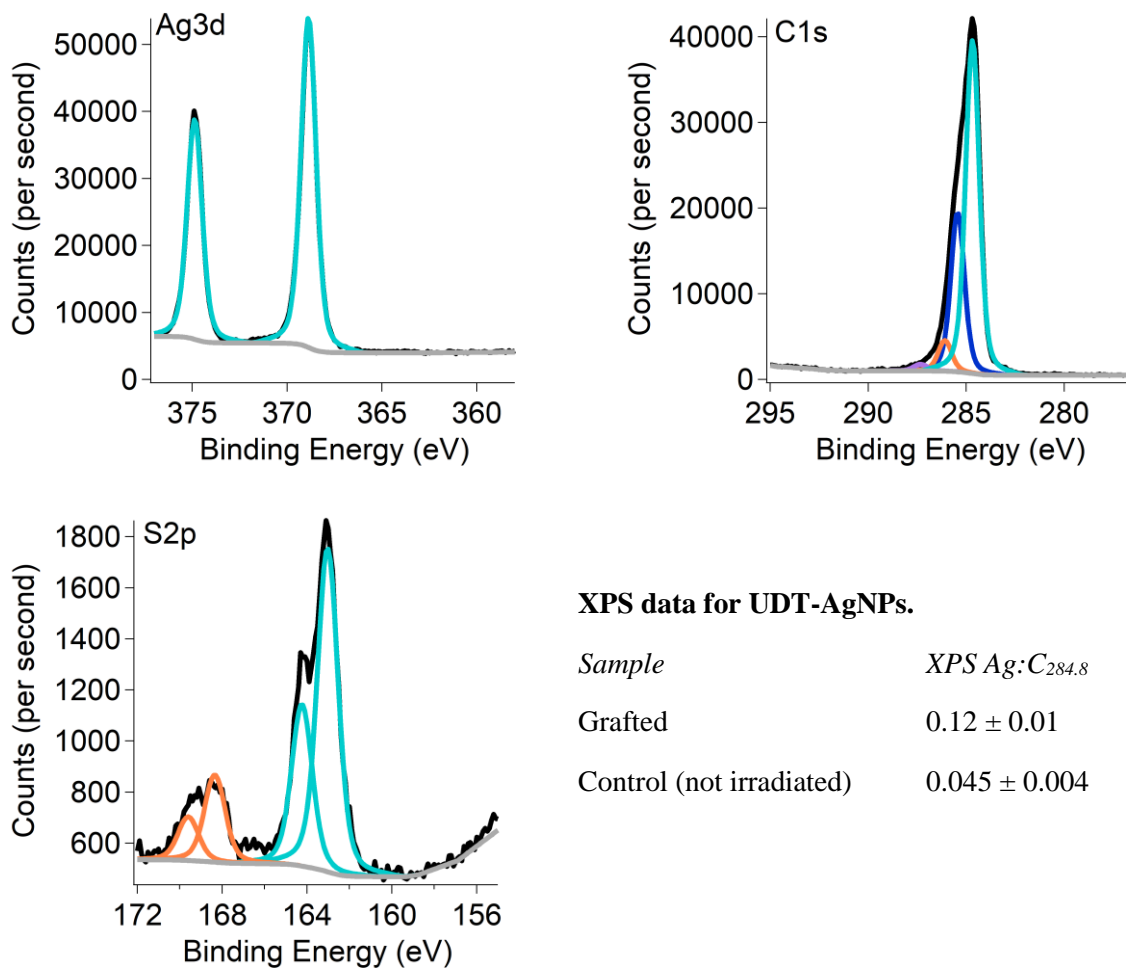 Ag3d
Counts (per second)
50000
40000
30000
20000
10000
0
375
370
365
360
Binding Energy (eV)
C1s
Counts (per second)
40000
30000
20000
10000
0
295
290
285
280
Binding Energy (eV)
S2p
Counts (per second)
1800
1600
1400
1200
1000
800
600
172
168
164
160
156
Binding Energy (eV)
XPS data for UDT-AgNPs.
Sample XPS Ag:C284.8
Grafted 0.12 ± 0.01
Control (not irradiated) 0.045 ± 0.004